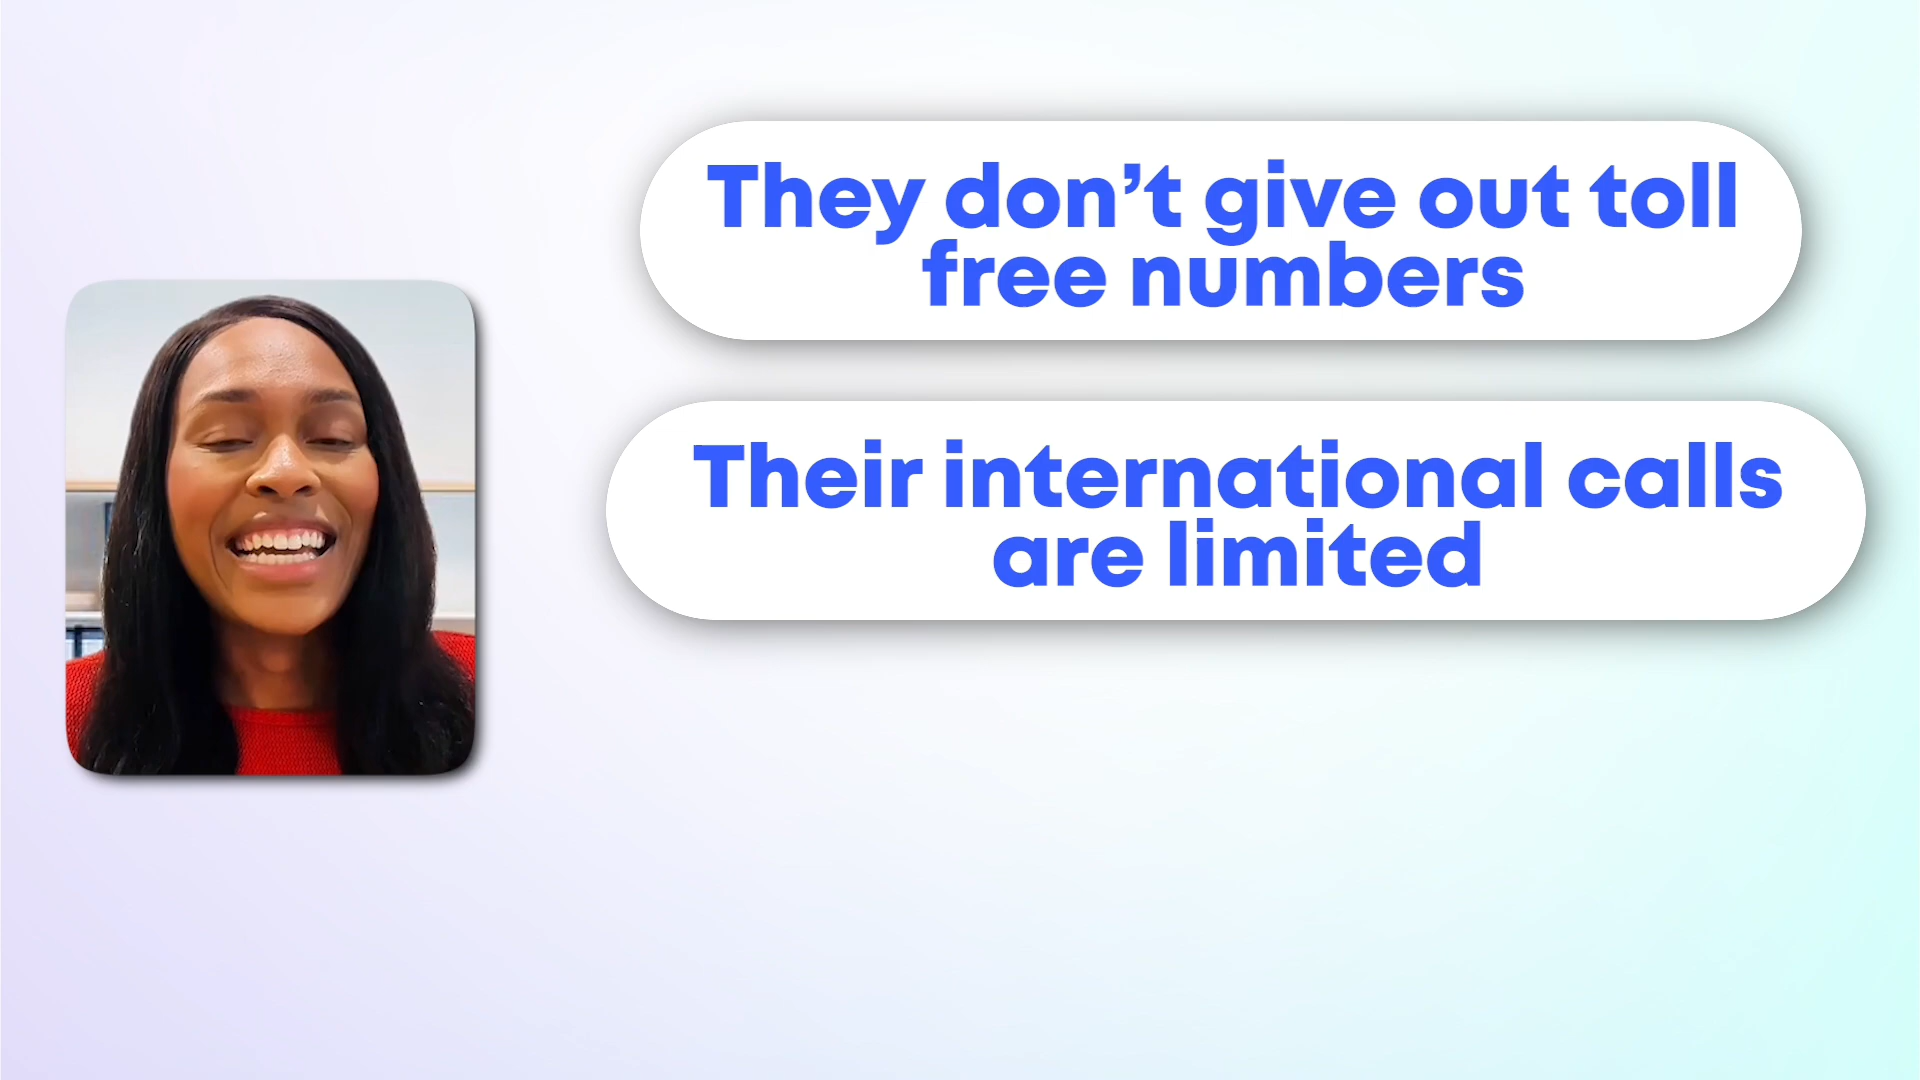 They don’t give out toll
free numbers
Their international calls
are limited